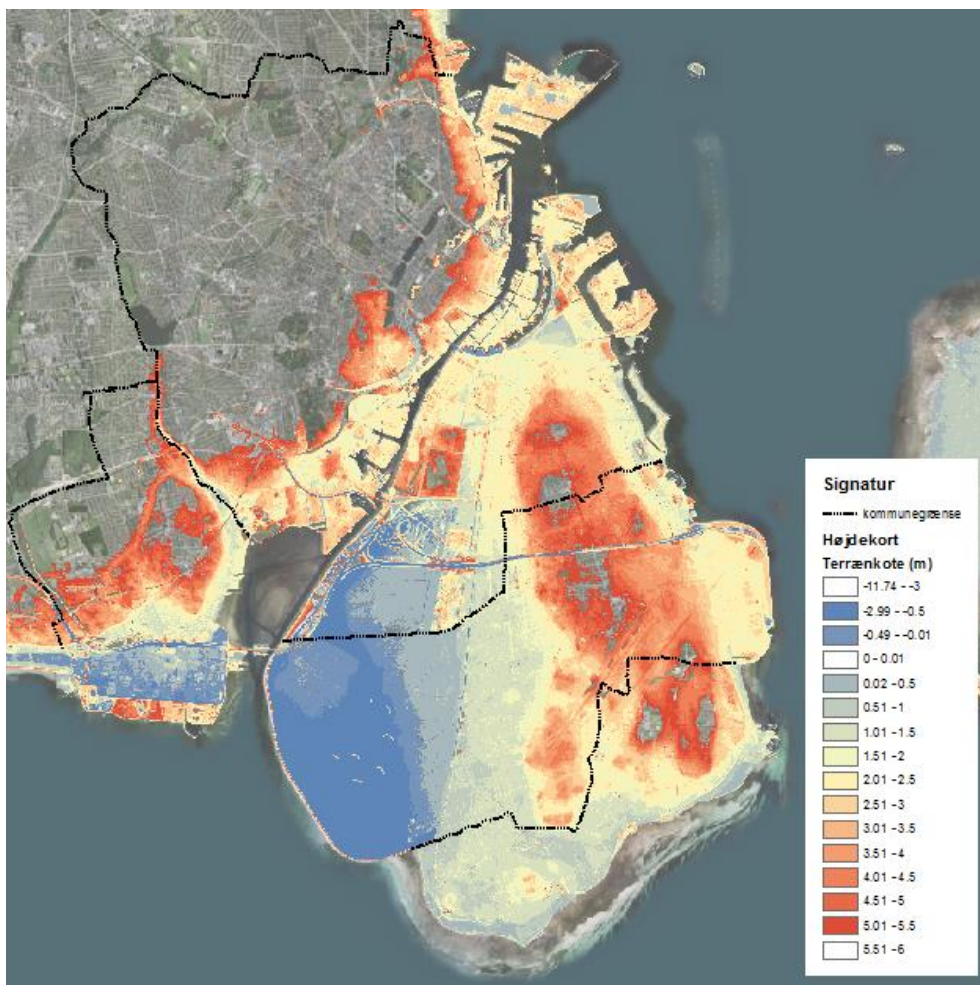 Signatur
kommunegrænse
Højdekort
Terrænkote (m)
-11.74 - -3
-2.99 - -0.5
-0.49 - -0.01
0 - 0.01
0.02 - 0.5
0.51 - 1
1.01 - 1.5
1.51 - 2
2.01 - 2.5
2.51 - 3
3.01 - 3.5
3.51 - 4
4.01 - 4.5
4.51 - 5
5.01 - 5.5
5.51 - 6